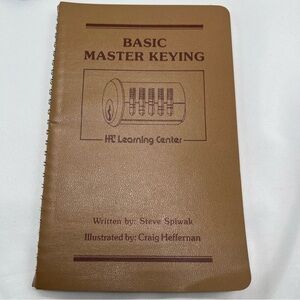 BASIC
MASTER KEYING
HPC Learning Center
Written by: Steve Spiwak
Illustrated by: Craig Heffernan